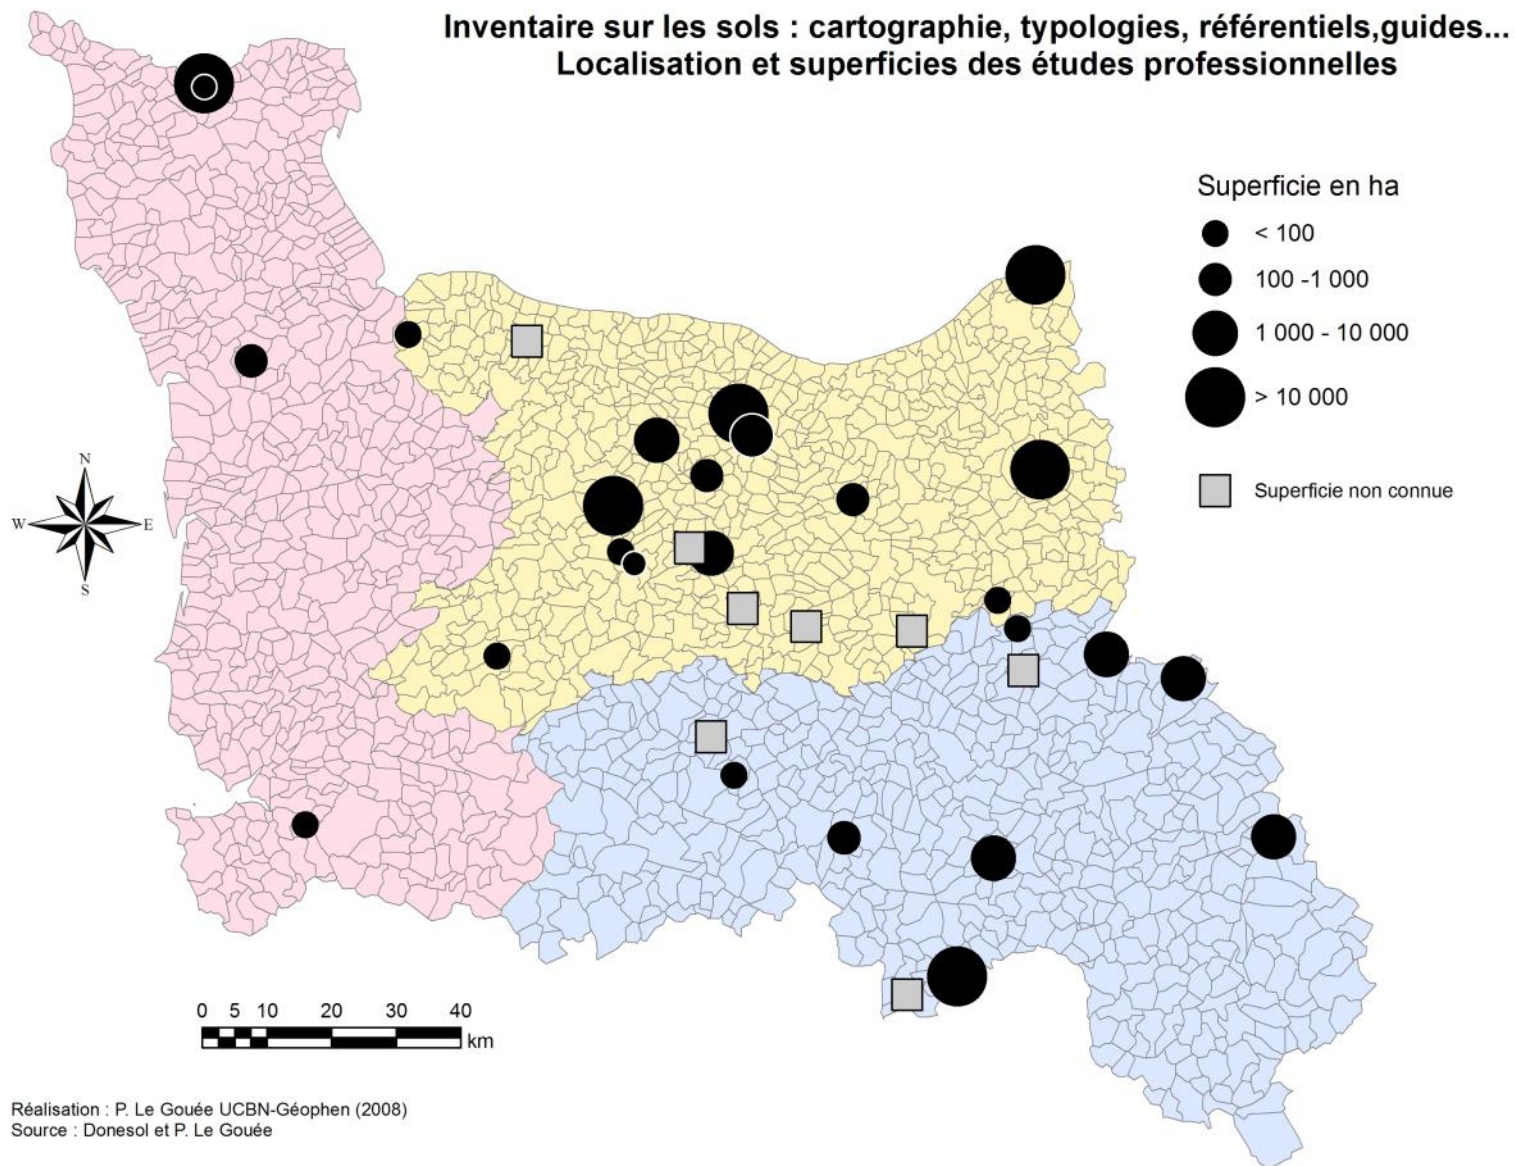 Inventaire sur les sols : cartographie, typologies, référentiels,guides...
Localisation et superficies des études professionnelles
Superficie en ha
< 100
100 -1 000
1 000 - 10 000
> 10 000
Superficie non connue
N
W E
S
0 5 10 20 30 40
km
Réalisation : P. Le Gouée UCBN-Géophen (2008)
Source : Donesol et P. Le Gouée